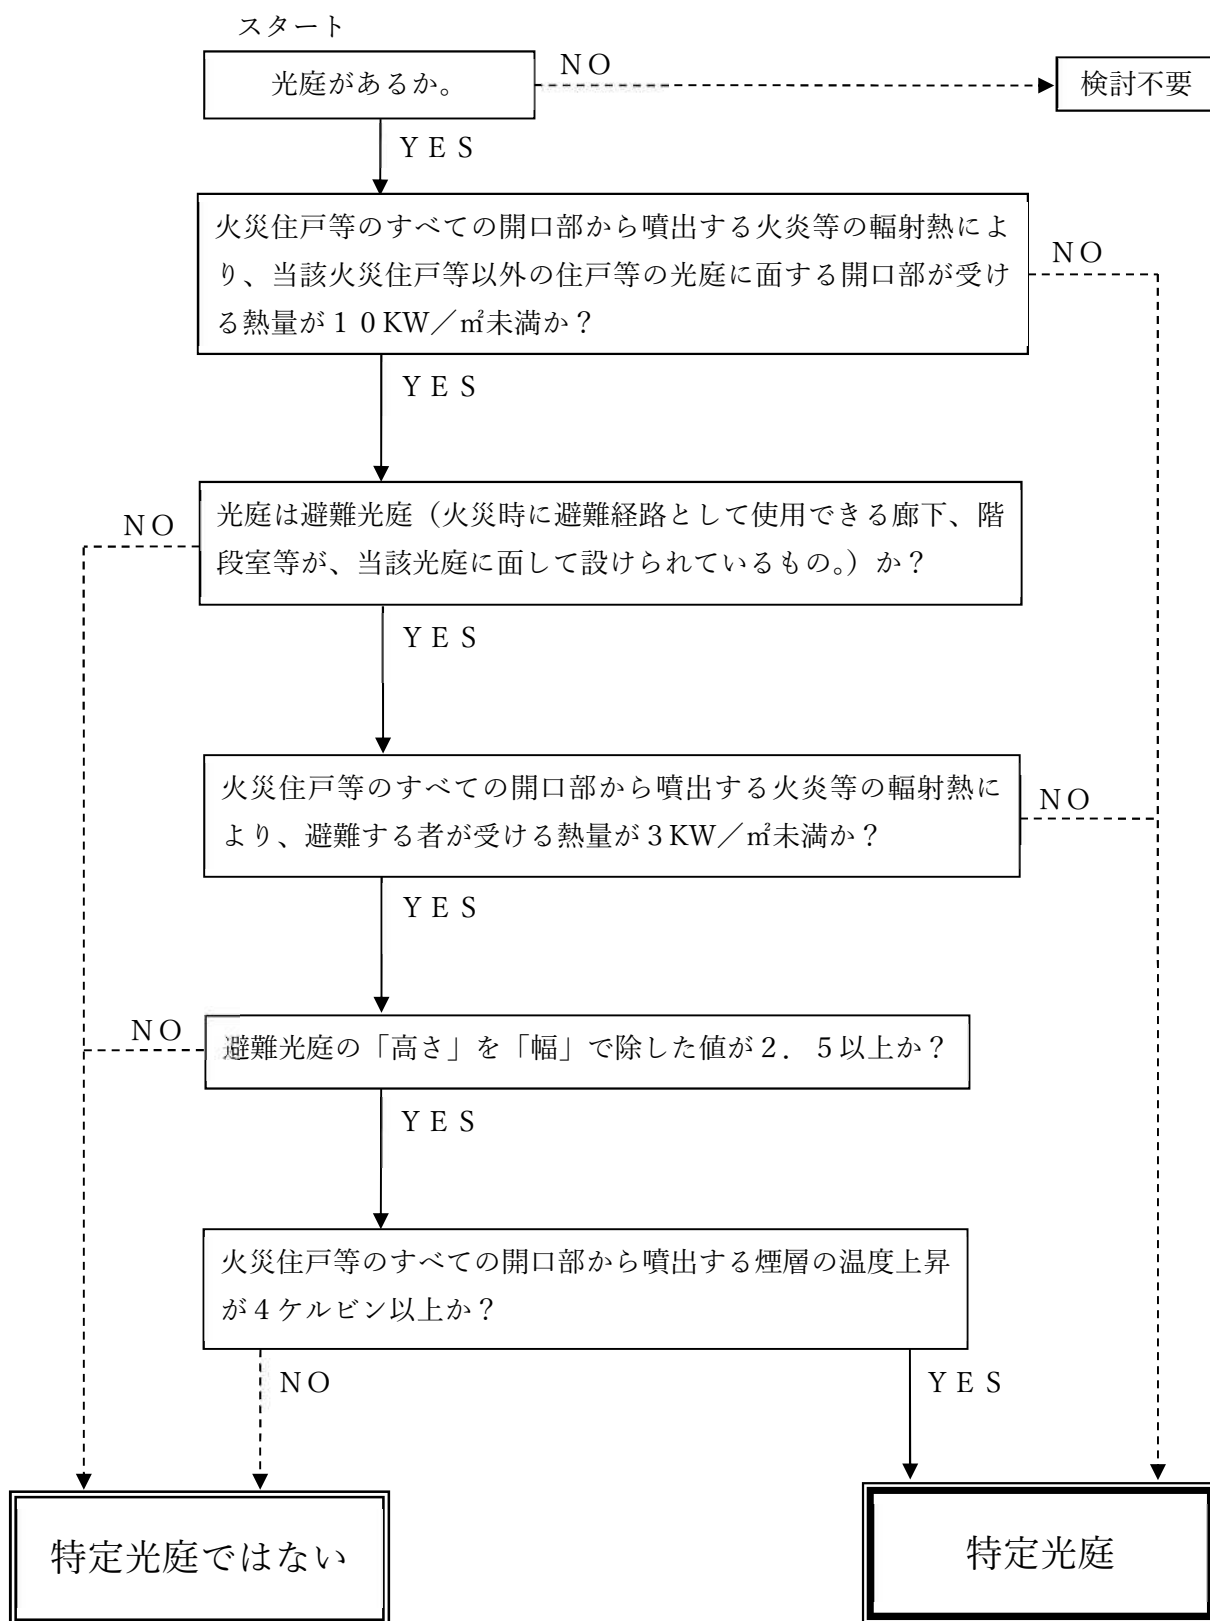 スタート
光庭があるか。
NO
検討不要
YES
火災住戸等のすべての開口部から噴出する火炎等の輻射熱によ
り、当該火災住戸等以外の住戸等の光庭に面する開口部が受け
る熱量が１０KW／㎡未満か？
NO
YES
NO
光庭は避難光庭（火災時に避難経路として使用できる廊下、階
段室等が、当該光庭に面して設けられているもの。）か？
YES
火災住戸等のすべての開口部から噴出する火炎等の輻射熱に
より、避難する者が受ける熱量が３KW／㎡未満か？
NO
YES
NO
避難光庭の「高さ」を「幅」で除した値が２．５以上か？
YES
火災住戸等のすべての開口部から噴出する煙層の温度上昇
が４ケルビン以上か？
NO
YES
特定光庭ではない
特定光庭